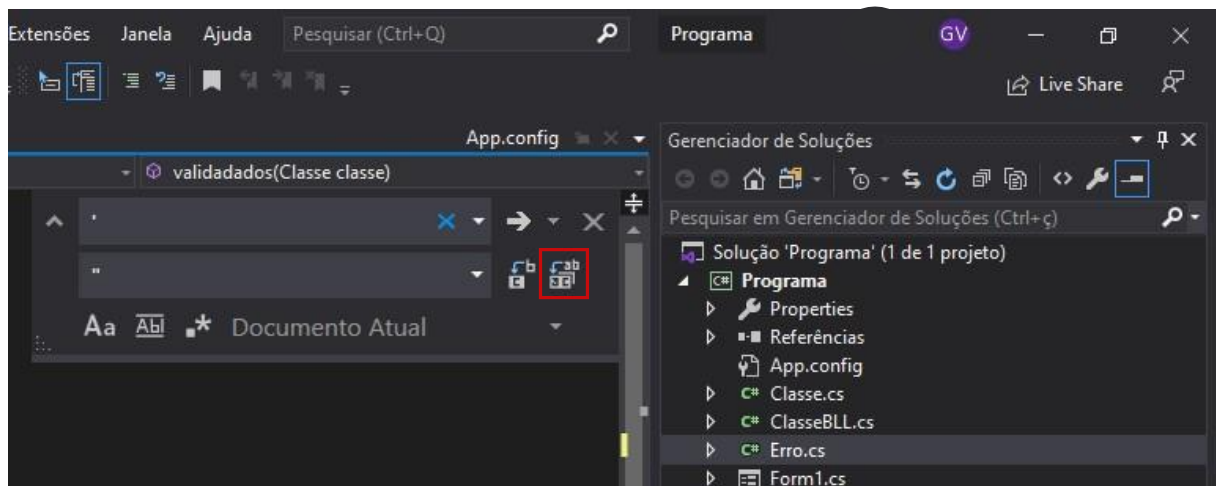 Extensões Janela Ajuda Pesquisar (Ctrl+Q) Programa GV
Live Share
App.config
validadados(Classe classe)
'
"
Aa Abl .* Documento Atual
Gerenciador de Soluções
Pesquisar em Gerenciador de Soluções (Ctrl+ç)
Solução 'Programa' (1 de 1 projeto)
C# Programa
Properties
Referências
App.config
C# Classe.cs
C# ClasseBLL.cs
C# Erro.cs
Form1.cs